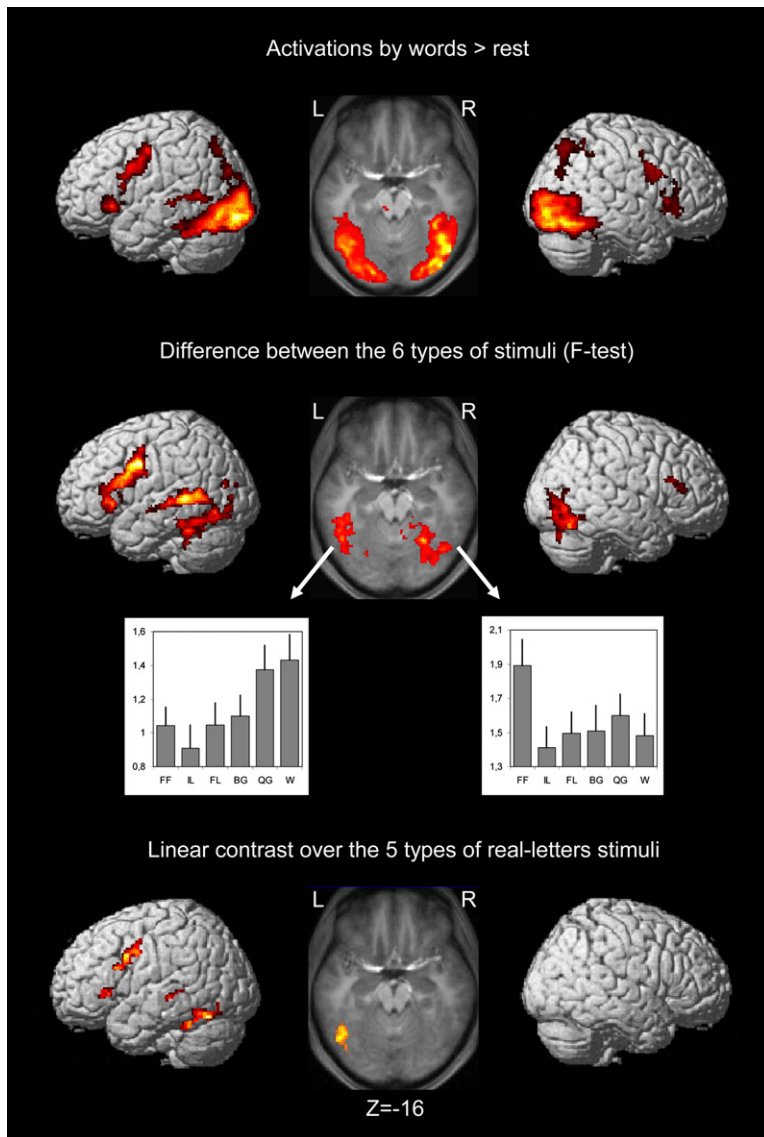 Activations by words > rest
L R
Difference between the 6 types of stimuli (F-test)
L R
1,6
1,4
1,2
1
0,8
FF IL FL BG QG W
2,1
1,9
1,7
1,5
1,3
FF IL FL BG QG W
Linear contrast over the 5 types of real-letters stimuli
L R
Z=-16